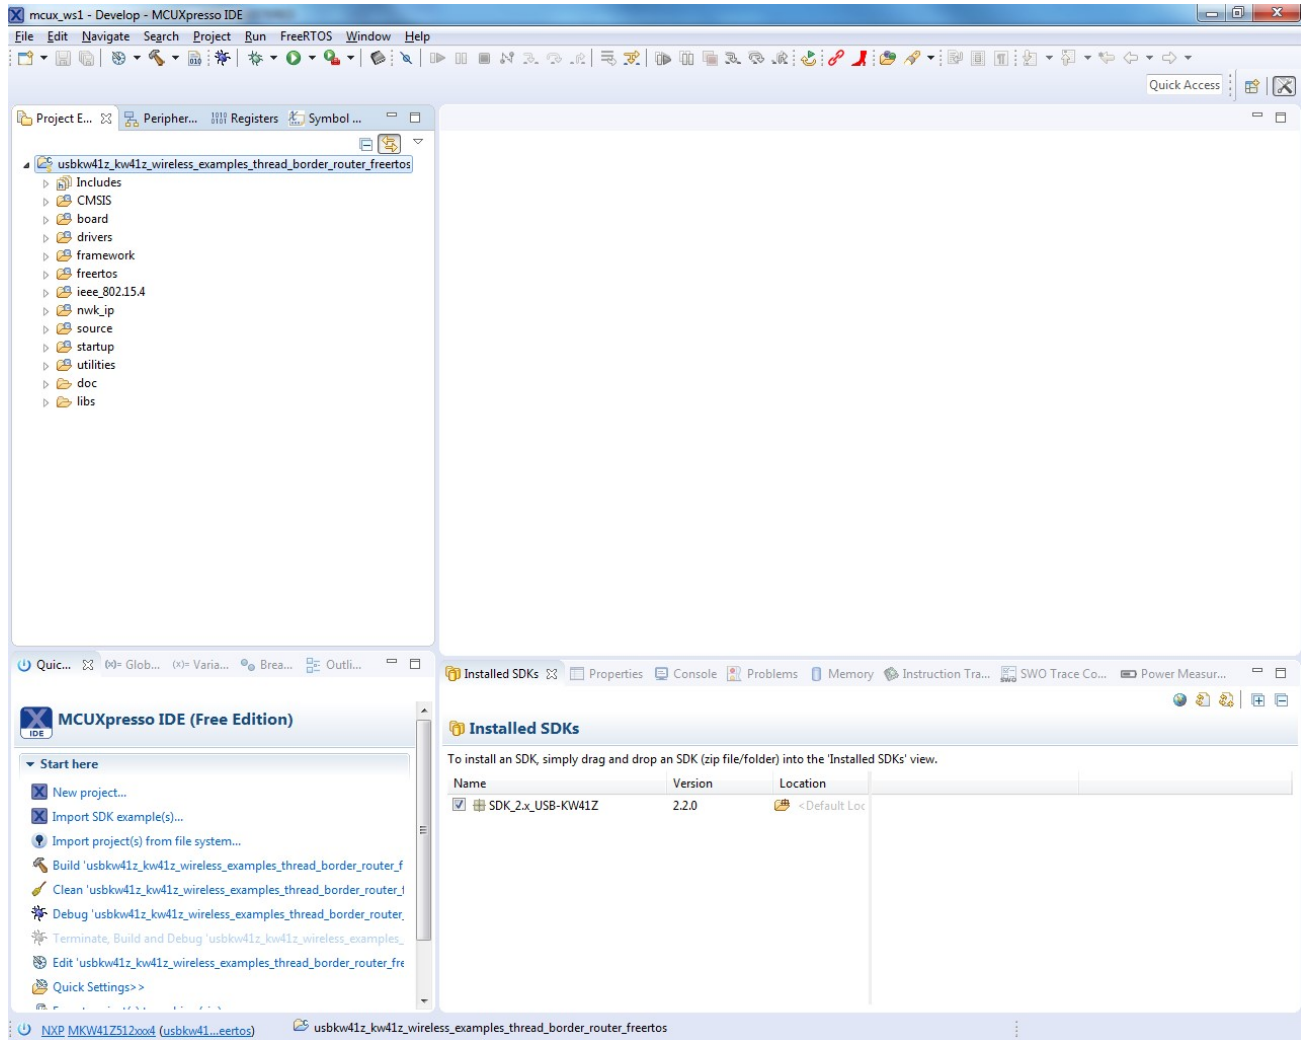 mcux_ws1 - Develop - MCUXpresso IDE
File Edit Navigate Search Project Run FreeRTOS Window Help
Quick Access
Project E... Peripher... Registers Symbol ...
usbkw41z_kw41z_wireless_examples_thread_border_router_freertos
Includes
CMSIS
board
drivers
framework
freertos
ieee_802.15.4
nwk_ip
source
startup
utilities
doc
libs
Quic... Glob... (x)= Varia... Brea... Outli...
MCUXpresso IDE (Free Edition)
IDE
Start here
New project...
Import SDK example(s)...
Import project(s) from file system...
Build 'usbkw41z_kw41z_wireless_examples_thread_border_router_f
Clean 'usbkw41z_kw41z_wireless_examples_thread_border_router_f
Debug 'usbkw41z_kw41z_wireless_examples_thread_border_router_
Terminate, Build and Debug 'usbkw41z_kw41z_wireless_examples_
Edit 'usbkw41z_kw41z_wireless_examples_thread_border_router_fre
Quick Settings>>
Installed SDKs Properties Console Problems Memory Instruction Tra... SWO Trace Co... Power Measur...
Installed SDKs
To install an SDK, simply drag and drop an SDK (zip file/folder) into the 'Installed SDKs' view.
Name Version Location
SDK_2.x_USB-KW41Z 2.2.0 <Default Loc
NXP MKW41Z512xxx4 (usbkw41...eertos) usbkw41z_kw41z_wireless_examples_thread_border_router_freertos